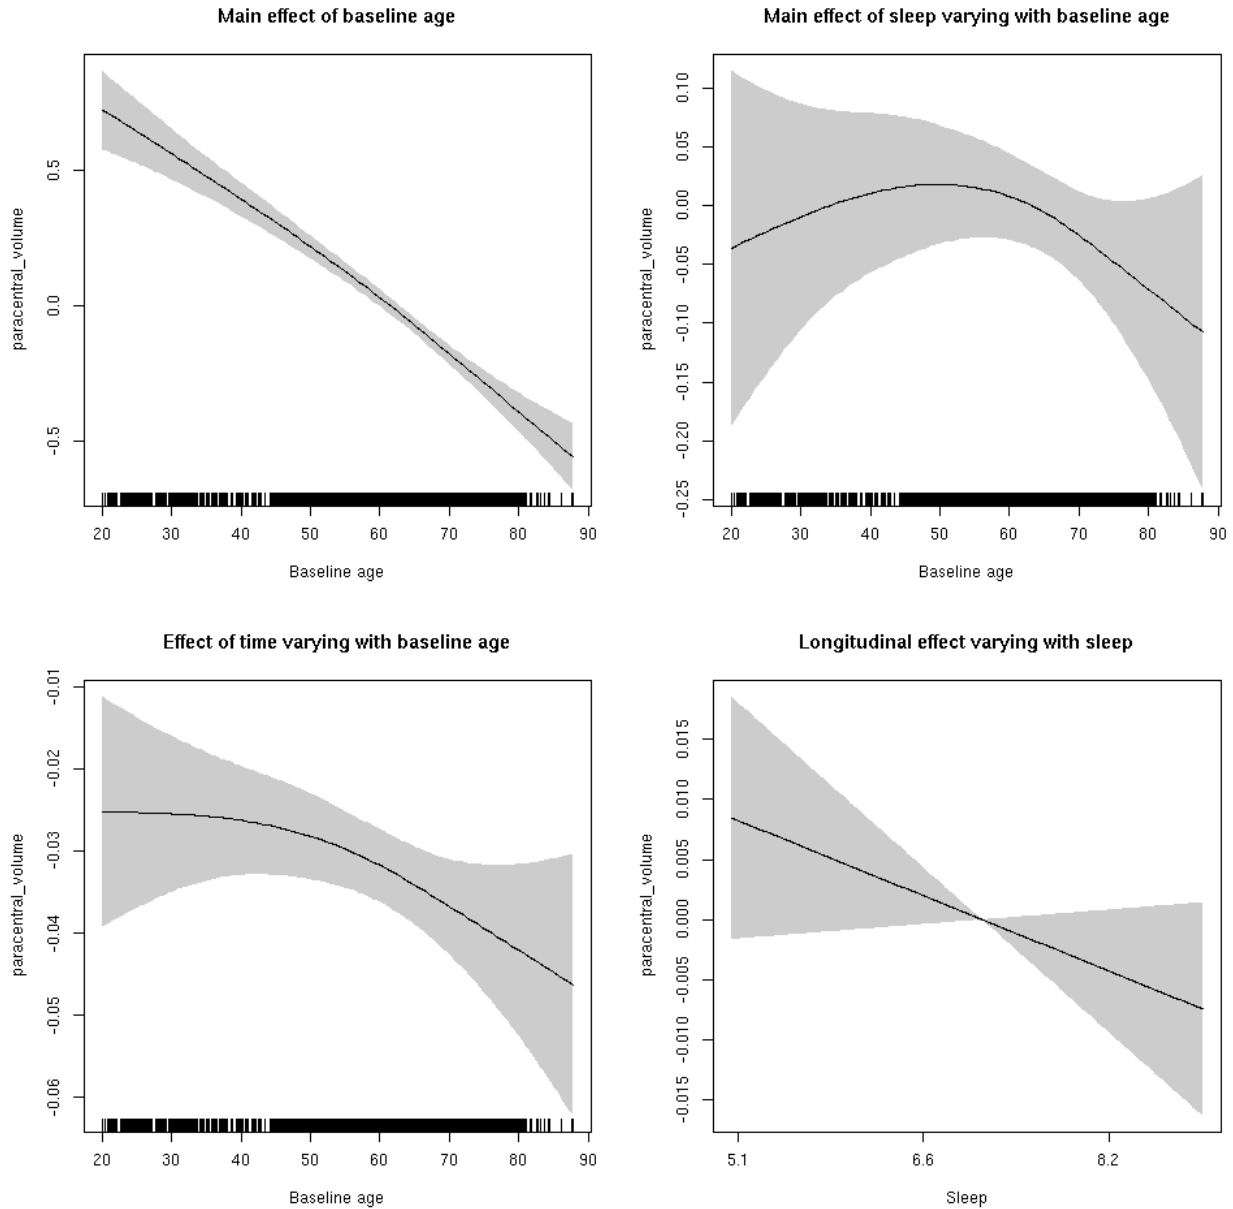 Main effect of baseline age
paracentral_volume
0.5
0.0
-0.5
20 30 40 50 60 70 80 90
Baseline age
Main effect of sleep varying with baseline age
paracentral_volume
0.10
0.05
0.00
-0.05
-0.10
-0.15
-0.20
-0.25
20 30 40 50 60 70 80 90
Baseline age
Effect of time varying with baseline age
paracentral_volume
-0.01
-0.02
-0.03
-0.04
-0.05
-0.06
20 30 40 50 60 70 80 90
Baseline age
Longitudinal effect varying with sleep
paracentral_volume
0.015
0.010
0.005
0.000
-0.005
-0.010
-0.015
5.1 6.6 8.2
Sleep